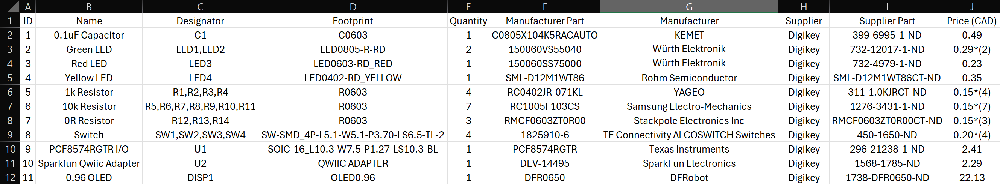 A B C D E F G H I J
1 ID Name Designator Footprint Quantity Manufacturer Part Manufacturer Supplier Supplier Part Price (CAD)
2 1 0.1uF Capacitor C1 C0603 1 C0805X104K5RACAUTO KEMET Digikey 399-6995-1-ND 0.49
3 2 Green LED LED1,LED2 LED0805-R-RD 2 150060VS55040 Würth Elektronik Digikey 732-12017-1-ND 0.29*(2)
4 3 Red LED LED3 LED0603-RD_RED 1 150060SS75000 Würth Elektronik Digikey 732-4979-1-ND 0.23
5 4 Yellow LED LED4 LED0402-RD_YELLOW 1 SML-D12M1WT86 Rohm Semiconductor Digikey SML-D12M1WT86CT-ND 0.35
6 5 1k Resistor R1,R2,R3,R4 R0603 4 RC0402JR-071KL YAGEO Digikey 311-1.0KJRCT-ND 0.15*(4)
7 6 10k Resistor R5,R6,R7,R8,R9,R10,R11 R0603 7 RC1005F103CS Samsung Electro-Mechanics Digikey 1276-3431-1-ND 0.15*(7)
8 7 0R Resistor R12,R13,R14 R0603 3 RMCF0603ZT0R00 Stackpole Electronics Inc Digikey RMCF0603ZT0R00CT-ND 0.15*(3)
9 8 Switch SW1,SW2,SW3,SW4 SW-SMD_4P-L5.1-W5.1-P3.70-LS6.5-TL-2 4 1825910-6 TE Connectivity ALCOSWITCH Switches Digikey 450-1650-ND 0.20*(4)
10 9 PCF8574RGTR I/O U1 SOIC-16_L10.3-W7.5-P1.27-LS10.3-BL 1 PCF8574RGTR Texas Instruments Digikey 296-21238-1-ND 2.41
11 10 Sparkfun Qwiic Adapter U2 QWIIC ADAPTER 1 DEV-14495 SparkFun Electronics Digikey 1568-1785-ND 2.29
12 11 0.96 OLED DISP1 OLED0.96 1 DFR0650 DFRobot Digikey 1738-DFR0650-ND 22.13